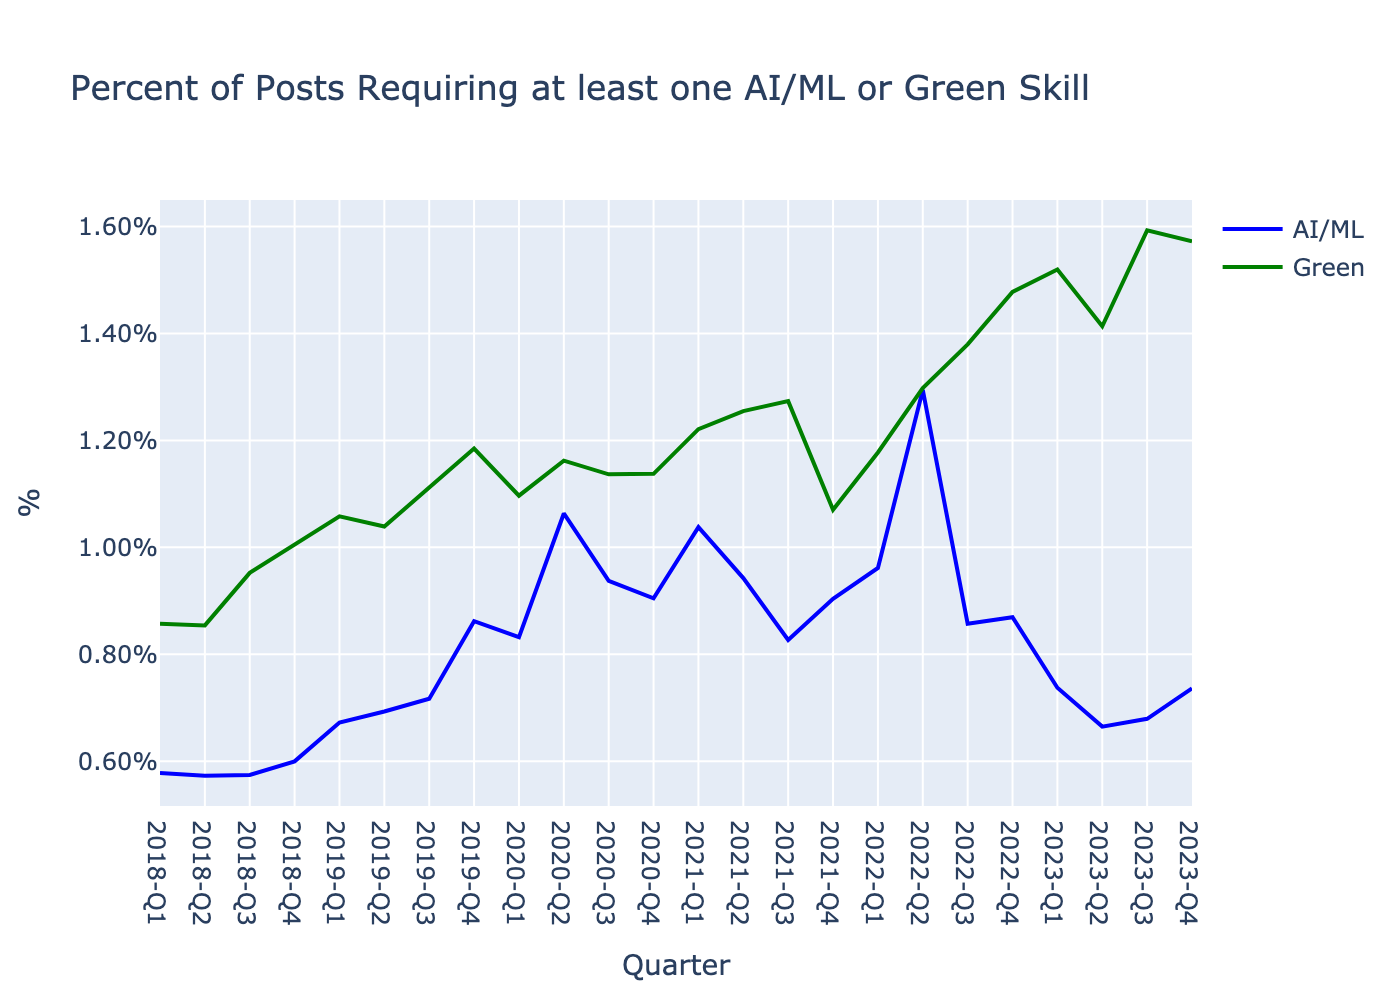 Percent of Posts Requiring at least one AI/ML or Green Skill
1.60%
1.40%
1.20%
1.00%
0.80%
0.60%
%
AI/ML
Green
2018-Q1
2018-Q2
2018-Q3
2018-Q4
2019-Q1
2019-Q2
2019-Q3
2019-Q4
2020-Q1
2020-Q2
2020-Q3
2020-Q4
2021-Q1
2021-Q2
2021-Q3
2021-Q4
2022-Q1
2022-Q2
2022-Q3
2022-Q4
2023-Q1
2023-Q2
2023-Q3
2023-Q4
Quarter